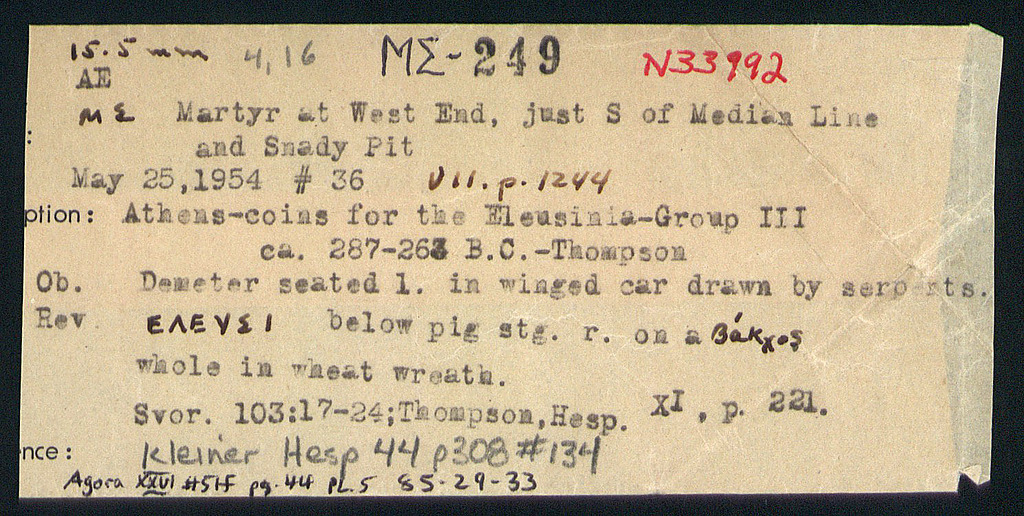 15.5 mm 4,16 ΜΣ-249 N33992
AE
ΜΣ Martyr at West End, just S of Median Line
:
and Snady Pit
May 25,1954 # 36 VII. p. 1244
ption: Athens-coins for the Eleusinia-Group III
ca. 287-263 B.C.-Thompson
Ob. Demeter seated l. in winged car drawn by serpents.
Rev. ΕΛΕΥΣΙ below pig stg. r. on a Βάκχος
whole in wheat wreath.
Svor. 103:17-24;Thompson,Hesp. XI, p. 221.
nce: Kleiner Hesp 44 p308 #134
Agora XXVI #51f pg. 44 PL. 5 85-29-33